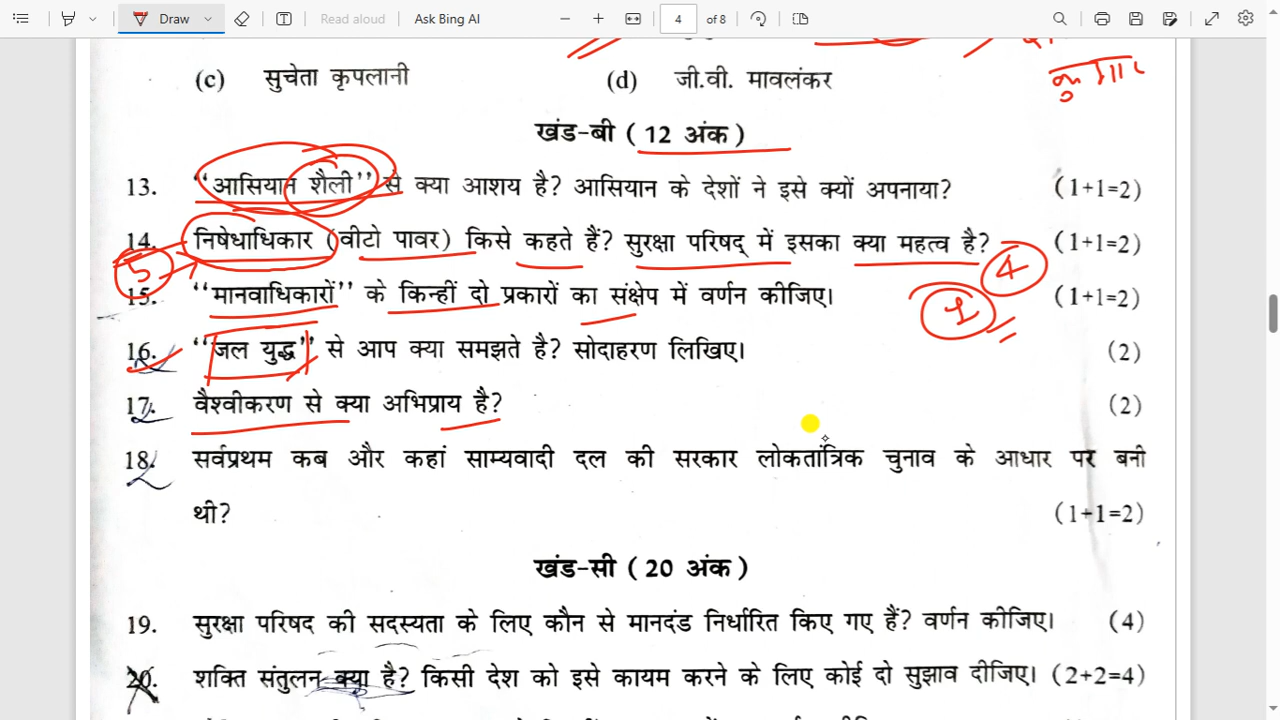 Draw
Read aloud
Ask Bing AI
4
of 8
(c) सुचेता कृपलानी (d) जी.वी. मावलंकर
खंड-बी (12 अंक)
13. ‘‘आसियान शैली’’ से क्या आशय है? आसियान के देशों ने इसे क्यों अपनाया? (1+1=2)
14. निषेधाधिकार (वीटो पावर) किसे कहते हैं? सुरक्षा परिषद् में इसका क्या महत्व है? (1+1=2)
5
4
15. ‘‘मानवाधिकारों’’ के किन्हीं दो प्रकारों का संक्षेप में वर्णन कीजिए। (1+1=2)
1
16. ‘‘जल युद्ध’’ से आप क्या समझते है? सोदाहरण लिखिए। (2)
17. वैश्वीकरण से क्या अभिप्राय है? (2)
18. सर्वप्रथम कब और कहां साम्यवादी दल की सरकार लोकतांत्रिक चुनाव के आधार पर बनी
थी? (1+1=2)
खंड-सी (20 अंक)
19. सुरक्षा परिषद की सदस्यता के लिए कौन से मानदंड निर्धारित किए गए हैं? वर्णन कीजिए। (4)
20. शक्ति संतुलन क्या है? किसी देश को इसे कायम करने के लिए कोई दो सुझाव दीजिए। (2+2=4)